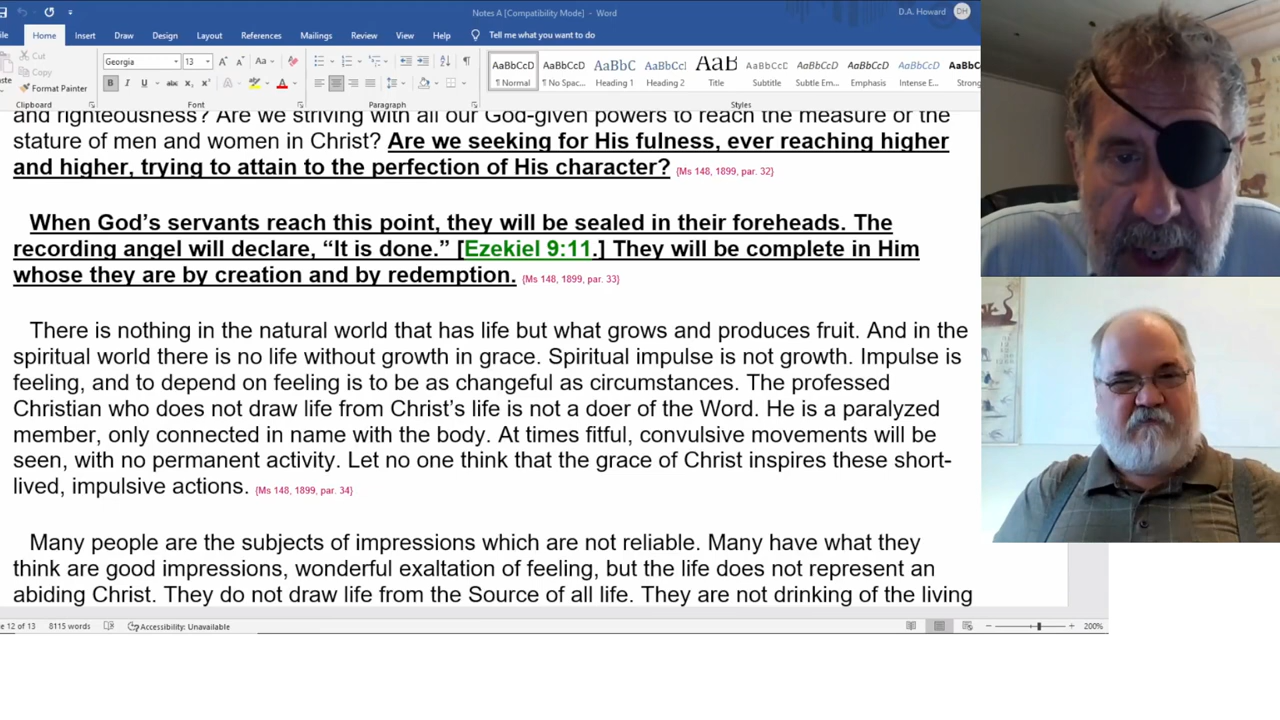 Notes A [Compatibility Mode] - Word
D.A. Howard
DH
Home Insert Draw Design Layout References Mailings Review View Help Tell me what you want to do
Cut
Copy
Format Painter
Clipboard
Georgia 13
Font
Paragraph
AaBbCcD AaBbCcD AaBbC AaBbCcl AaB AaBbCcD AaBbCcD AaBbCcD AaBbCcD
¶ Normal ¶ No Spac... Heading 1 Heading 2 Title Subtitle Subtle Em... Emphasis Intense E... Strong
Styles
and righteousness? Are we striving with all our God-given powers to reach the measure of the
stature of men and women in Christ? Are we seeking for His fulness, ever reaching higher
and higher, trying to attain to the perfection of His character? {Ms 148, 1899, par. 32}
When God’s servants reach this point, they will be sealed in their foreheads. The
recording angel will declare, “It is done.” [Ezekiel 9:11.] They will be complete in Him
whose they are by creation and by redemption. {Ms 148, 1899, par. 33}
There is nothing in the natural world that has life but what grows and produces fruit. And in the
spiritual world there is no life without growth in grace. Spiritual impulse is not growth. Impulse is
feeling, and to depend on feeling is to be as changeful as circumstances. The professed
Christian who does not draw life from Christ’s life is not a doer of the Word. He is a paralyzed
member, only connected in name with the body. At times fitful, convulsive movements will be
seen, with no permanent activity. Let no one think that the grace of Christ inspires these short-
lived, impulsive actions. {Ms 148, 1899, par. 34}
Many people are the subjects of impressions which are not reliable. Many have what they
think are good impressions, wonderful exaltation of feeling, but the life does not represent an
abiding Christ. They do not draw life from the Source of all life. They are not drinking of the living
12 of 13 8115 words Accessibility: Unavailable 200%